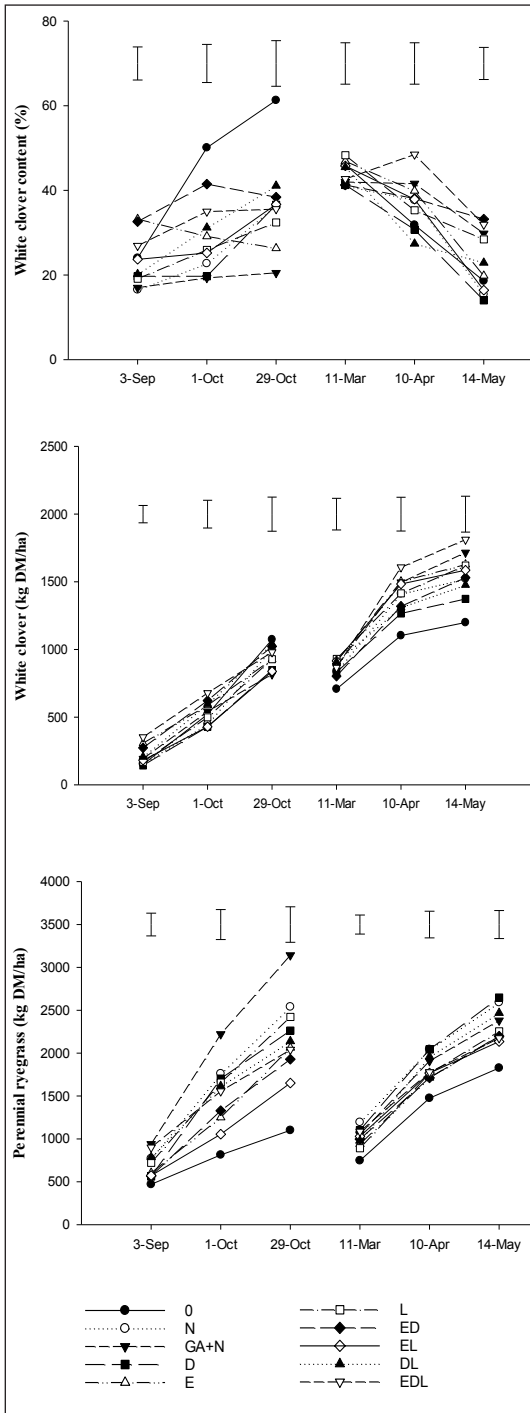 80
60
40
20
0
White clover content (%)
3-Sep 1-Oct 29-Oct 11-Mar 10-Apr 14-May
2500
2000
1500
1000
500
0
White clover (kg DM/ha)
3-Sep 1-Oct 29-Oct 11-Mar 10-Apr 14-May
4000
3500
3000
2500
2000
1500
1000
500
0
Perennial ryegrass (kg DM/ha)
3-Sep 1-Oct 29-Oct 11-Mar 10-Apr 14-May
0
N
GA+N
D
E
L
ED
EL
DL
EDL